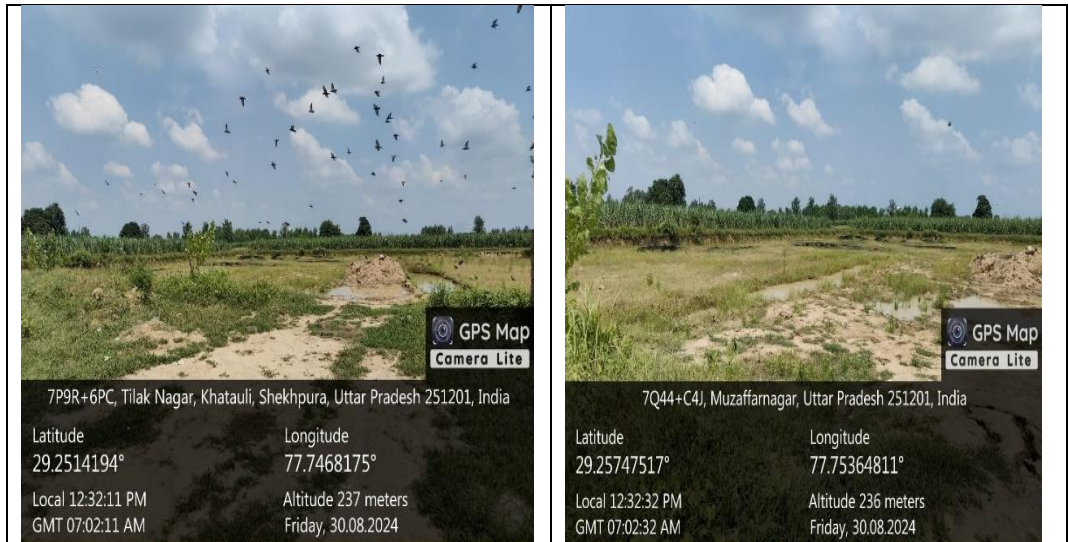 GPS Map
Camera Lite
7P9R+6PC, Tilak Nagar, Khatauli, Shekhpura, Uttar Pradesh 251201, India
Latitude
29.2514194°
Longitude
77.7468175°
Local 12:32:11 PM
GMT 07:02:11 AM
Altitude 237 meters
Friday, 30.08.2024
GPS Map
Camera Lite
7Q44+C4J, Muzaffarnagar, Uttar Pradesh 251201, India
Latitude
29.25747517°
Longitude
77.75364811°
Local 12:32:32 PM
GMT 07:02:32 AM
Altitude 236 meters
Friday, 30.08.2024